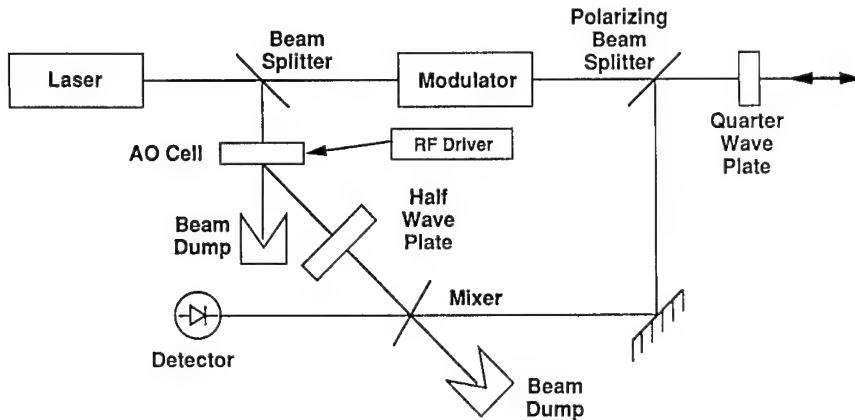 Laser
Beam
Splitter
Modulator
Polarizing
Beam
Splitter
Quarter
Wave
Plate
AO Cell
RF Driver
Half
Wave
Plate
Beam
Dump
Mixer
Detector
Beam
Dump